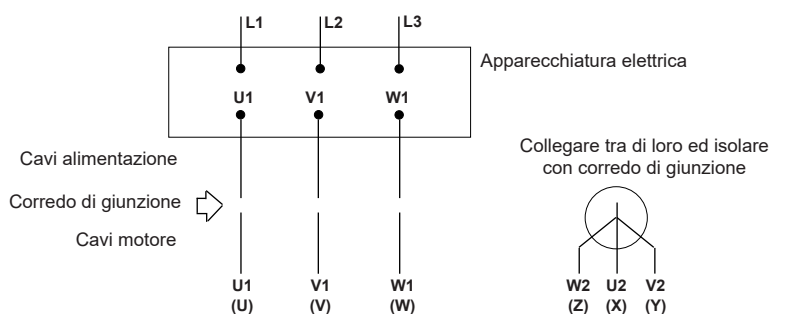 L1 L2 L3
Apparecchiatura elettrica
U1 V1 W1
Cavi alimentazione
Collegare tra di loro ed isolare
con corredo di giunzione
Corredo di giunzione
Cavi motore
U1 V1 W1
(U) (V) (W)
W2 U2 V2
(Z) (X) (Y)